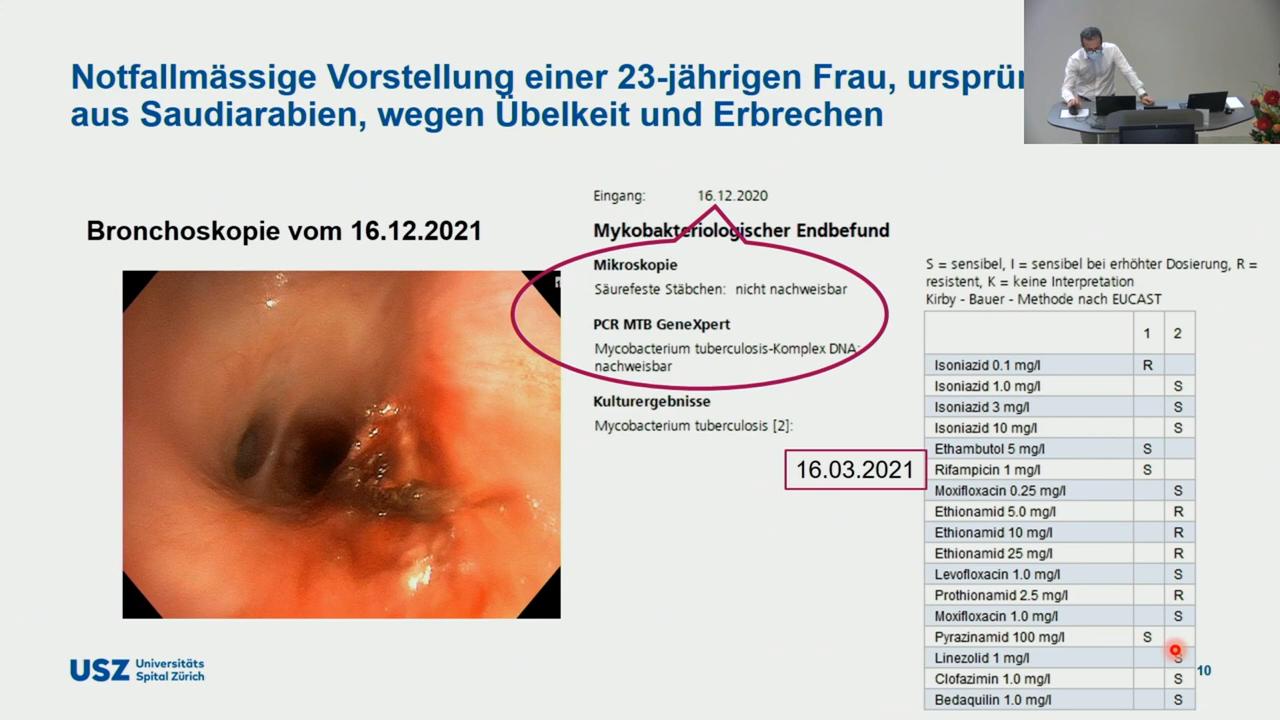 Notfallmässige Vorstellung einer 23-jährigen Frau,
aus Saudiarabien, wegen Übelkeit und Erbrechen
Bronchoskopie vom 16.12.2021
Eingang: 16.12.2020
Mykobakteriologischer Endbefund
Mikroskopie
Säurefeste Stäbchen: nicht nachweisbar
PCR MTB GeneXpert
Mycobacterium tuberculosis-Komplex DNA:
nachweisbar
Kulturergebnisse
Mycobacterium tuberculosis [2]:
16.03.2021
S = sensibel, I = sensibel bei erhöhter Dosierung, R =
resistent, K = keine Interpretation
Kirby - Bauer - Methode nach EUCAST
1 2
Isoniazid 0.1 mg/l R
Isoniazid 1.0 mg/l S
Isoniazid 3 mg/l S
Isoniazid 10 mg/l S
Ethambutol 5 mg/l S
Rifampicin 1 mg/l S
Moxifloxacin 0.25 mg/l S
Ethionamid 5.0 mg/l R
Ethionamid 10 mg/l R
Ethionamid 25 mg/l R
Levofloxacin 1.0 mg/l S
Prothionamid 2.5 mg/l R
Moxifloxacin 1.0 mg/l S
Pyrazinamid 100 mg/l S
Linezolid 1 mg/l S
Clofazimin 1.0 mg/l S
Bedaquilin 1.0 mg/l S
USZ Universitäts
Spital Zürich
10